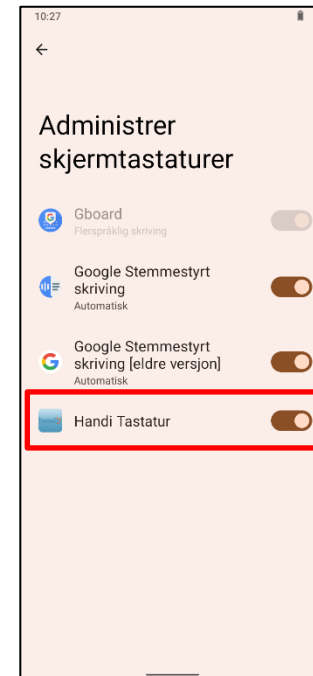 10:27
Administrer
skjermtastaturer
Gboard
Flerspråklig skriving
Google Stemmestyrt
skriving
Automatisk
Google Stemmestyrt
skriving [eldre versjon]
Automatisk
Handi Tastatur